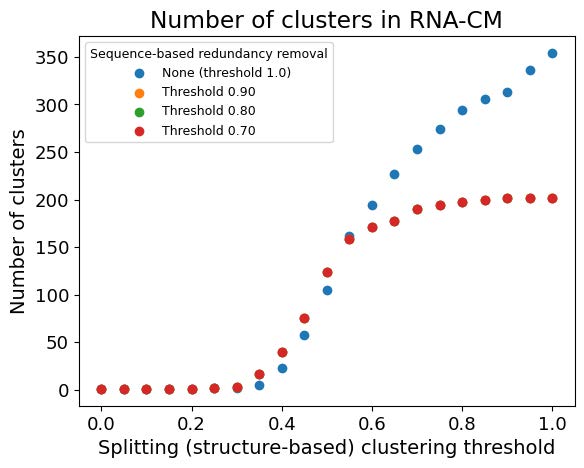 Number of clusters in RNA-CM
Sequence-based redundancy removal
None (threshold 1.0)
Threshold 0.90
Threshold 0.80
Threshold 0.70
Number of clusters
350
300
250
200
150
100
50
0
0.0 0.2 0.4 0.6 0.8 1.0
Splitting (structure-based) clustering threshold